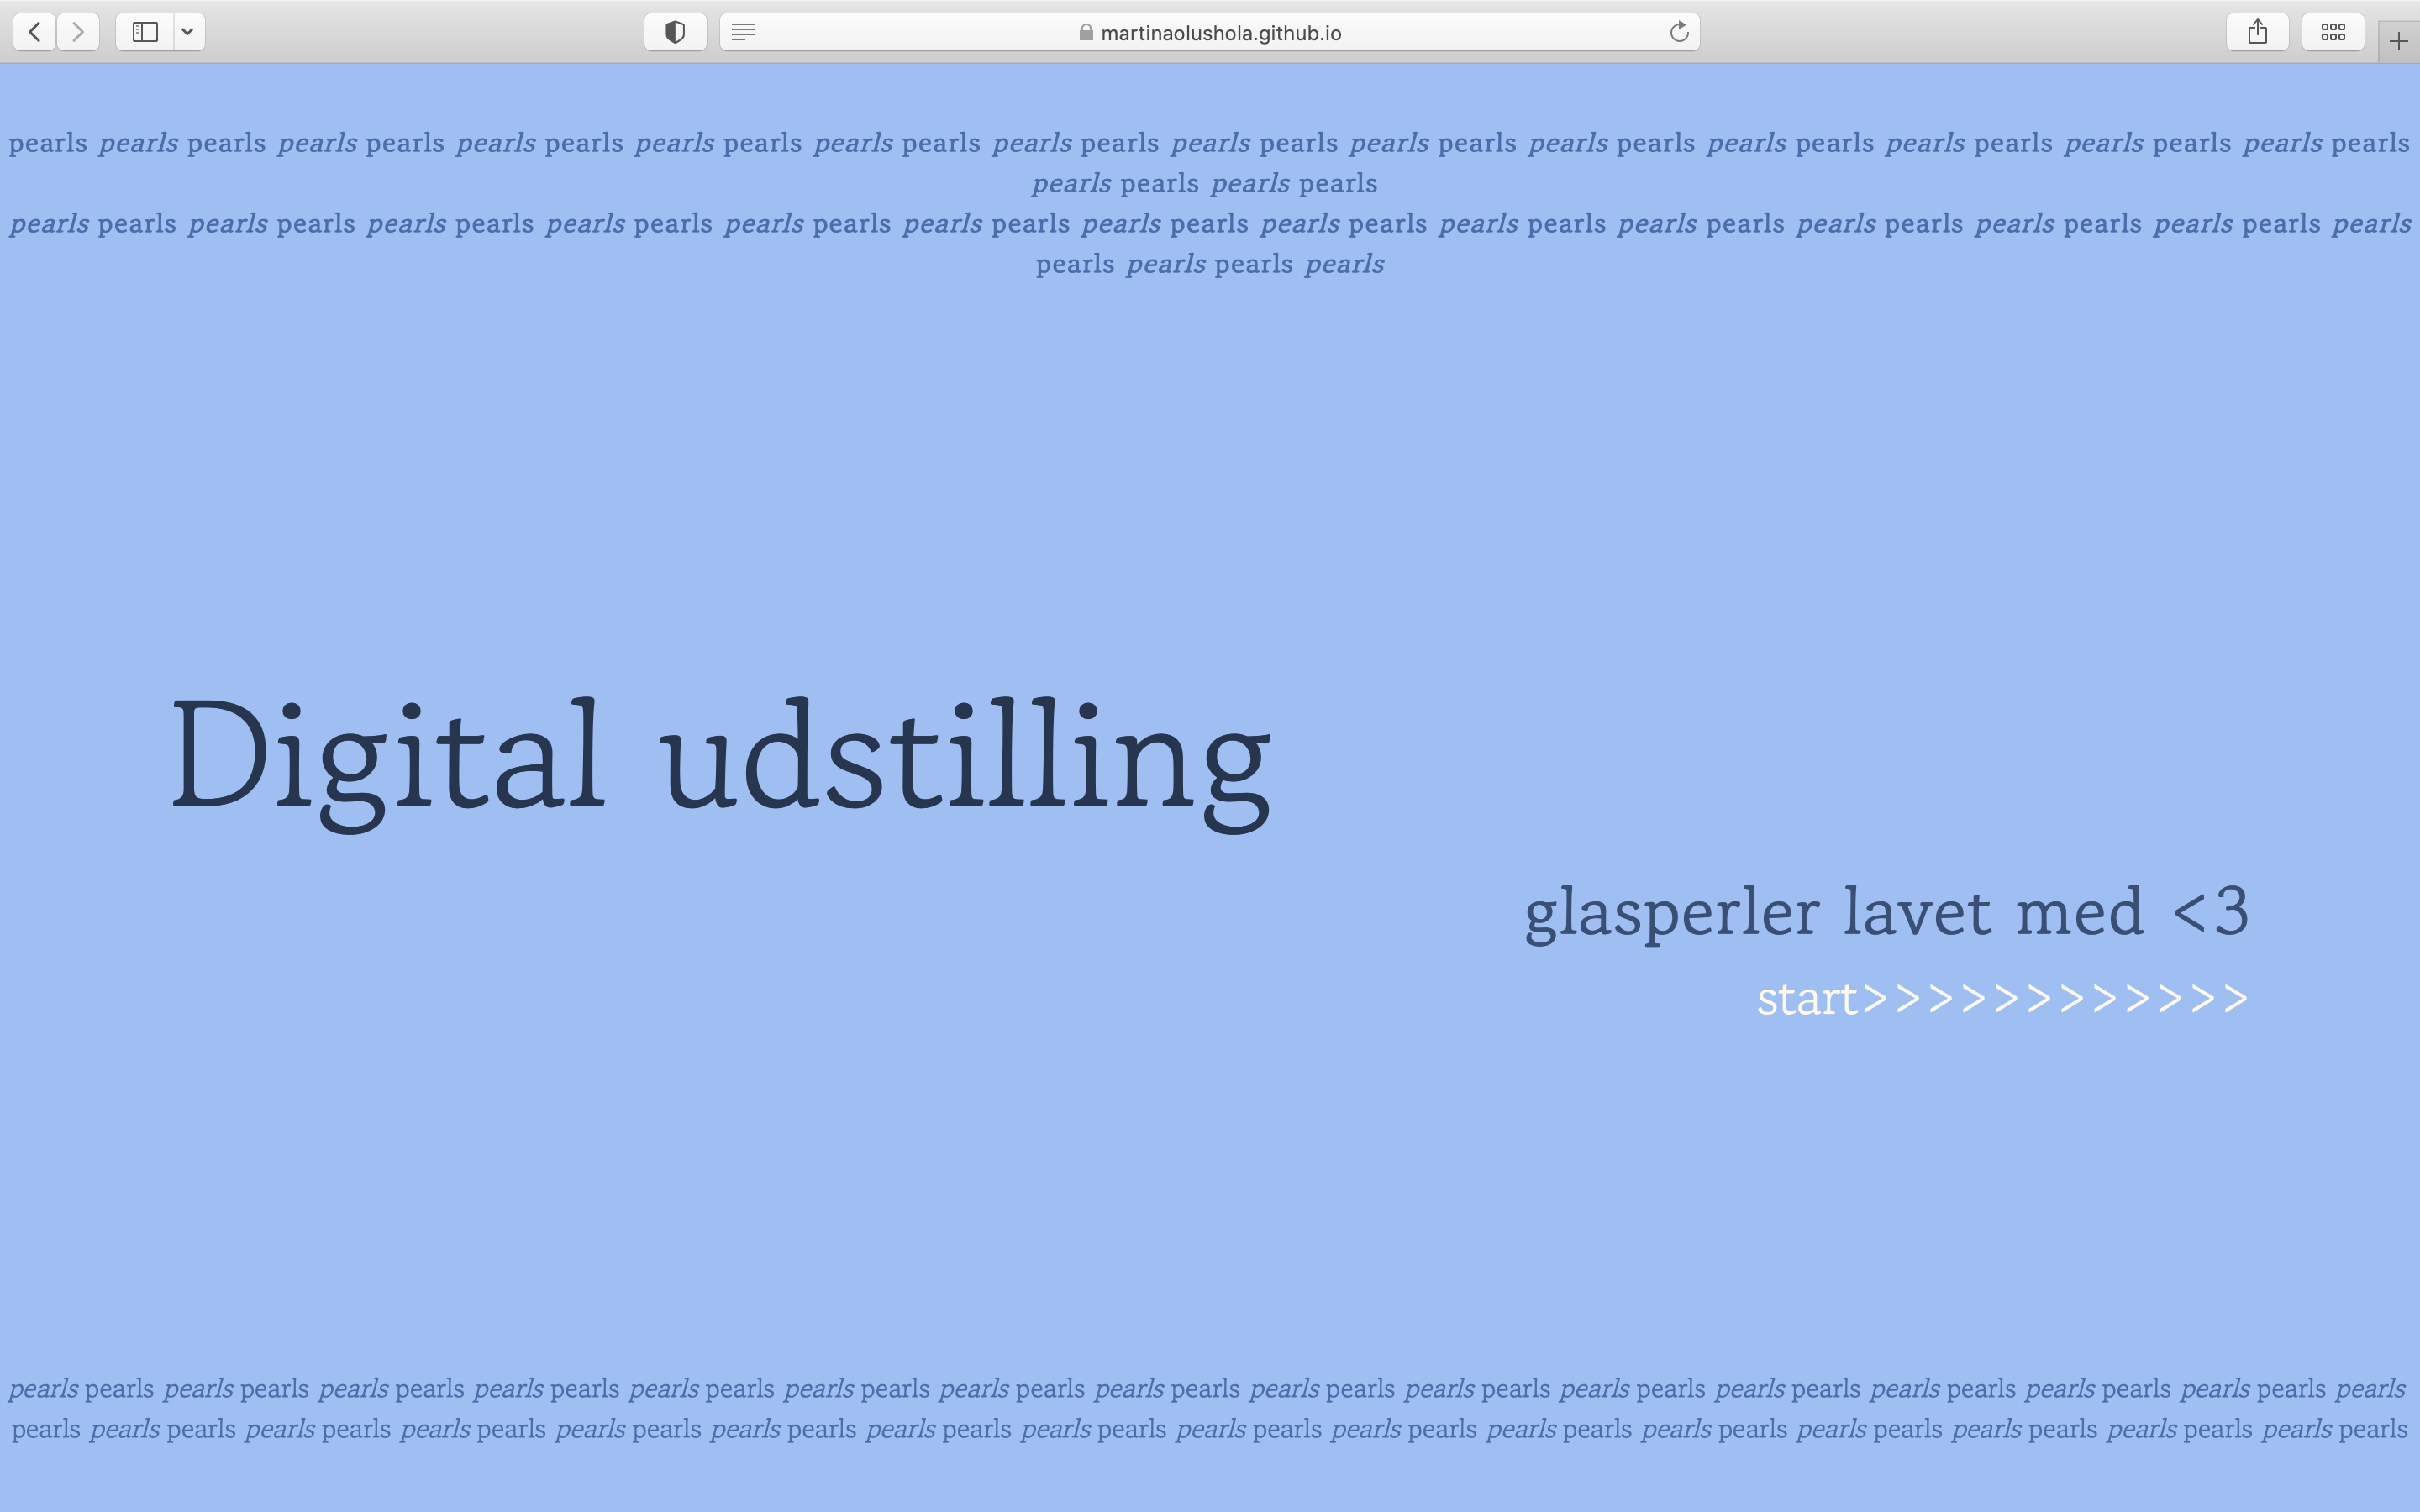 martinaolushola.github.io
pearls pearls pearls pearls pearls pearls pearls pearls pearls pearls pearls pearls pearls pearls pearls pearls pearls pearls pearls pearls pearls pearls pearls pearls pearls pearls pearls
pearls pearls pearls pearls
pearls pearls pearls pearls pearls pearls pearls pearls pearls pearls pearls pearls pearls pearls pearls pearls pearls pearls pearls pearls pearls pearls pearls pearls pearls pearls pearls
pearls pearls pearls pearls
Digital udstilling
glasperler lavet med <3
start>>>>>>>>>>>>
pearls pearls pearls pearls pearls pearls pearls pearls pearls pearls pearls pearls pearls pearls pearls pearls pearls pearls pearls pearls pearls pearls pearls pearls pearls pearls pearls pearls pearls pearls pearls
pearls pearls pearls pearls pearls pearls pearls pearls pearls pearls pearls pearls pearls pearls pearls pearls pearls pearls pearls pearls pearls pearls pearls pearls pearls pearls pearls pearls pearls pearls pearls